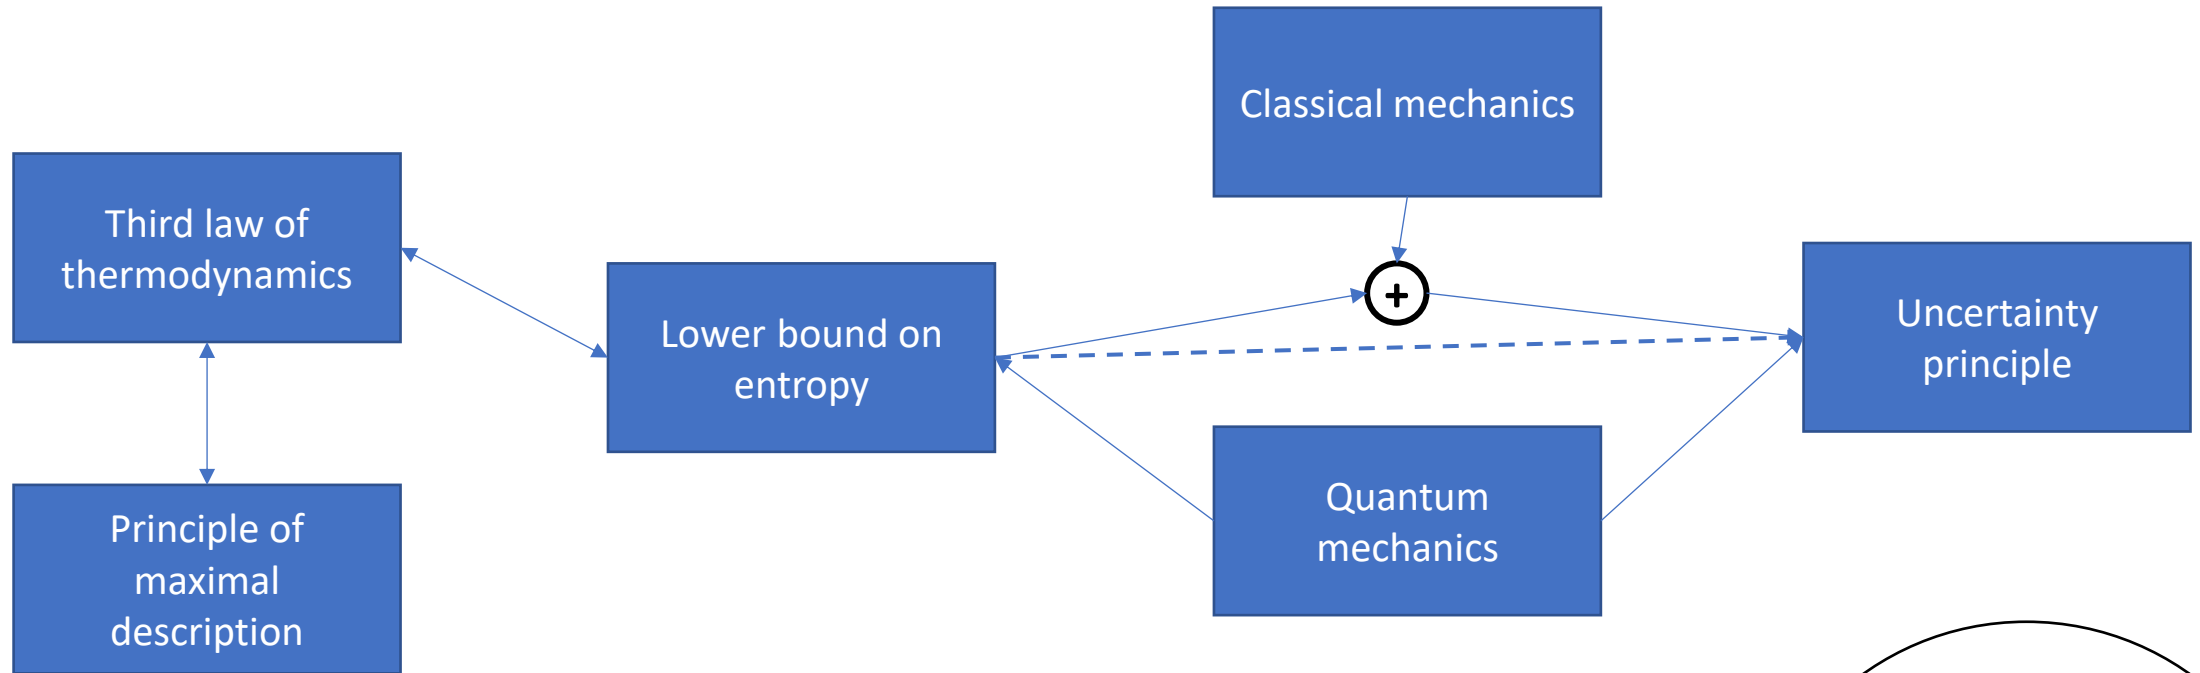 Classical mechanics
Third law of
thermodynamics
Lower bound on
entropy
+
Uncertainty
principle
Quantum
mechanics
Principle of
maximal
description